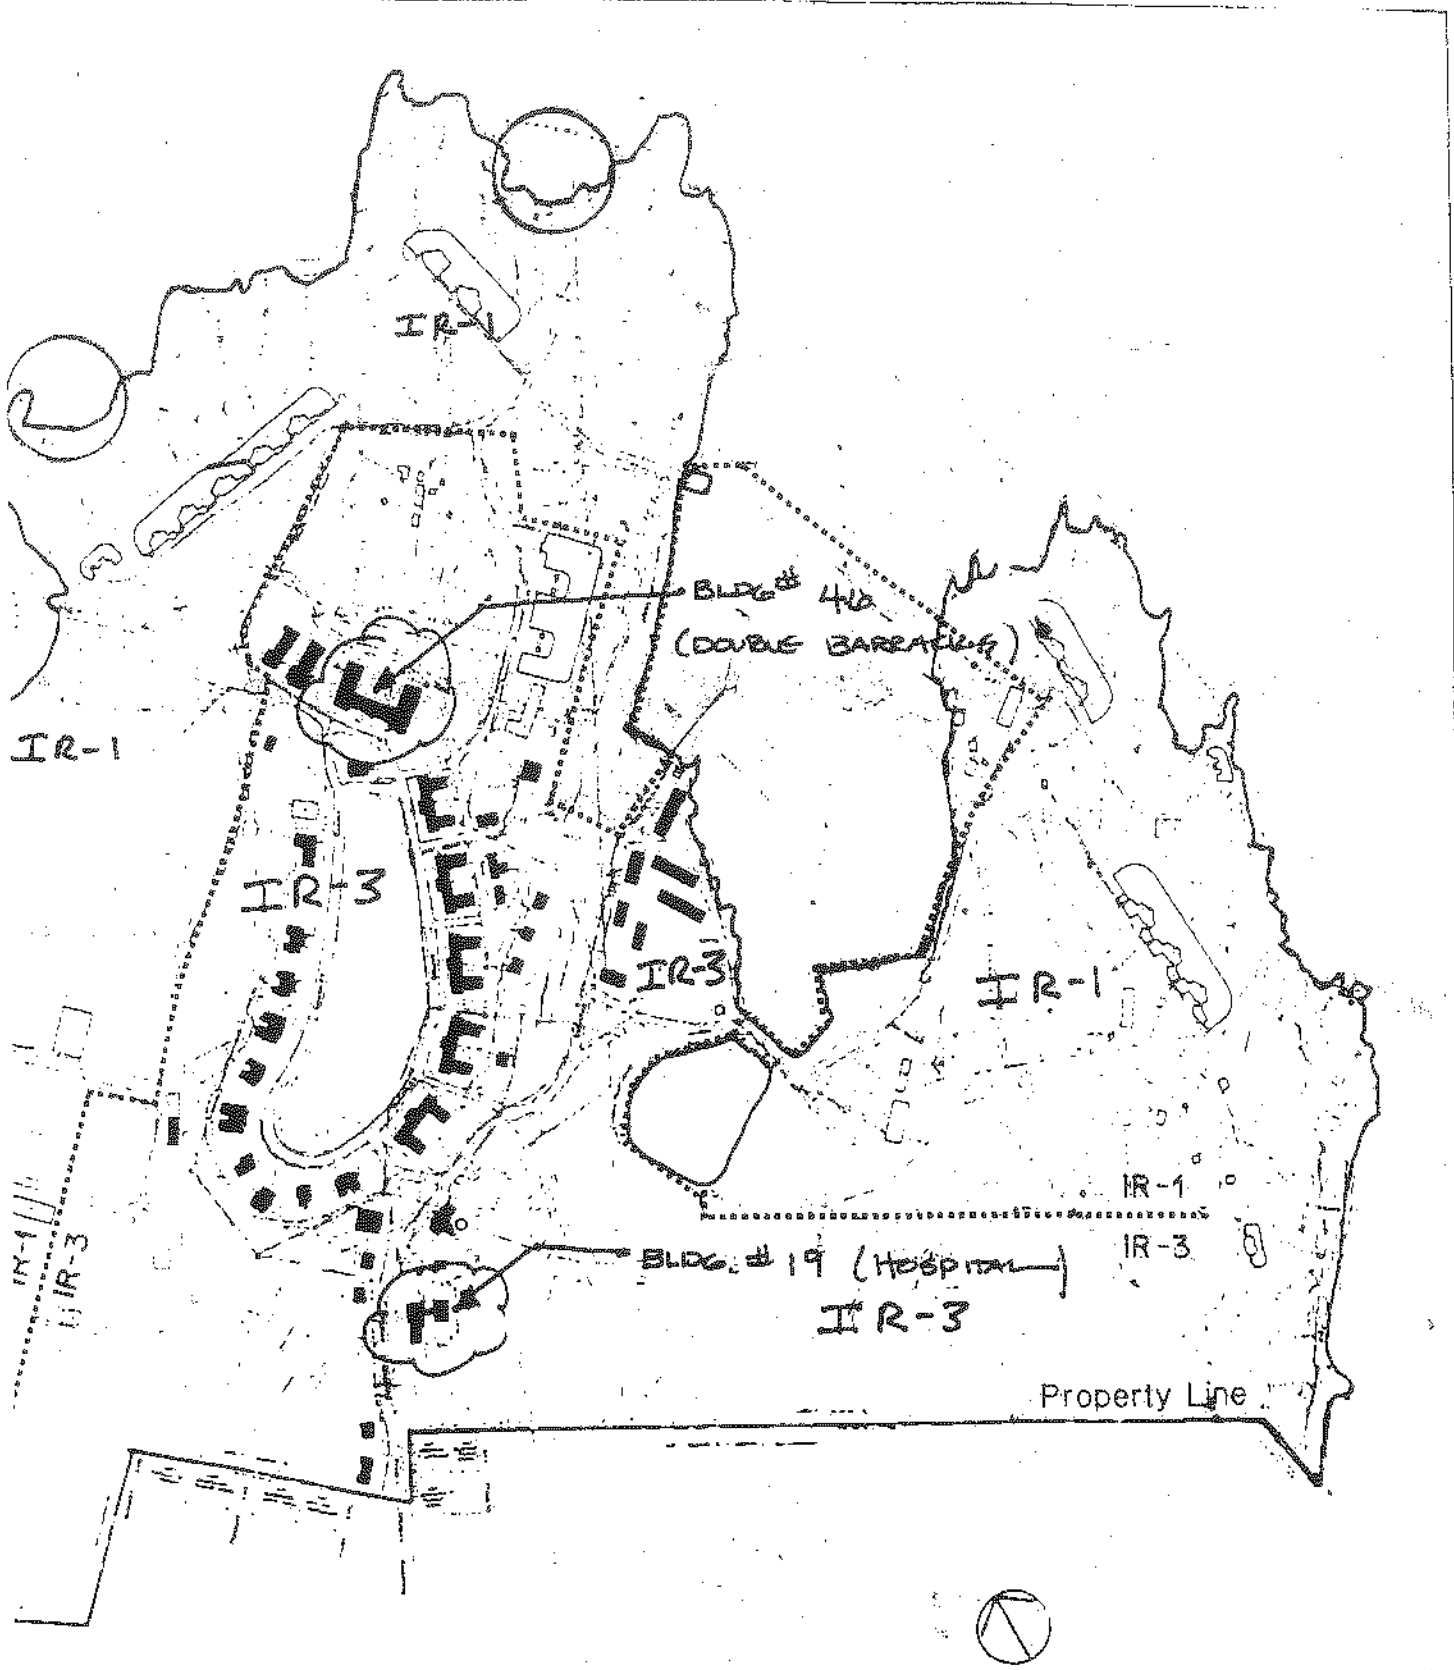 IR-1
BLDG# 46
(DOUBLE BARRACKS)
IR-1
IR-3
IR-3
IR-1
IR-1
IR-3
IR-1
IR-3
BLDG. # 19 (HOSPITAL)
IR-3
Property Line